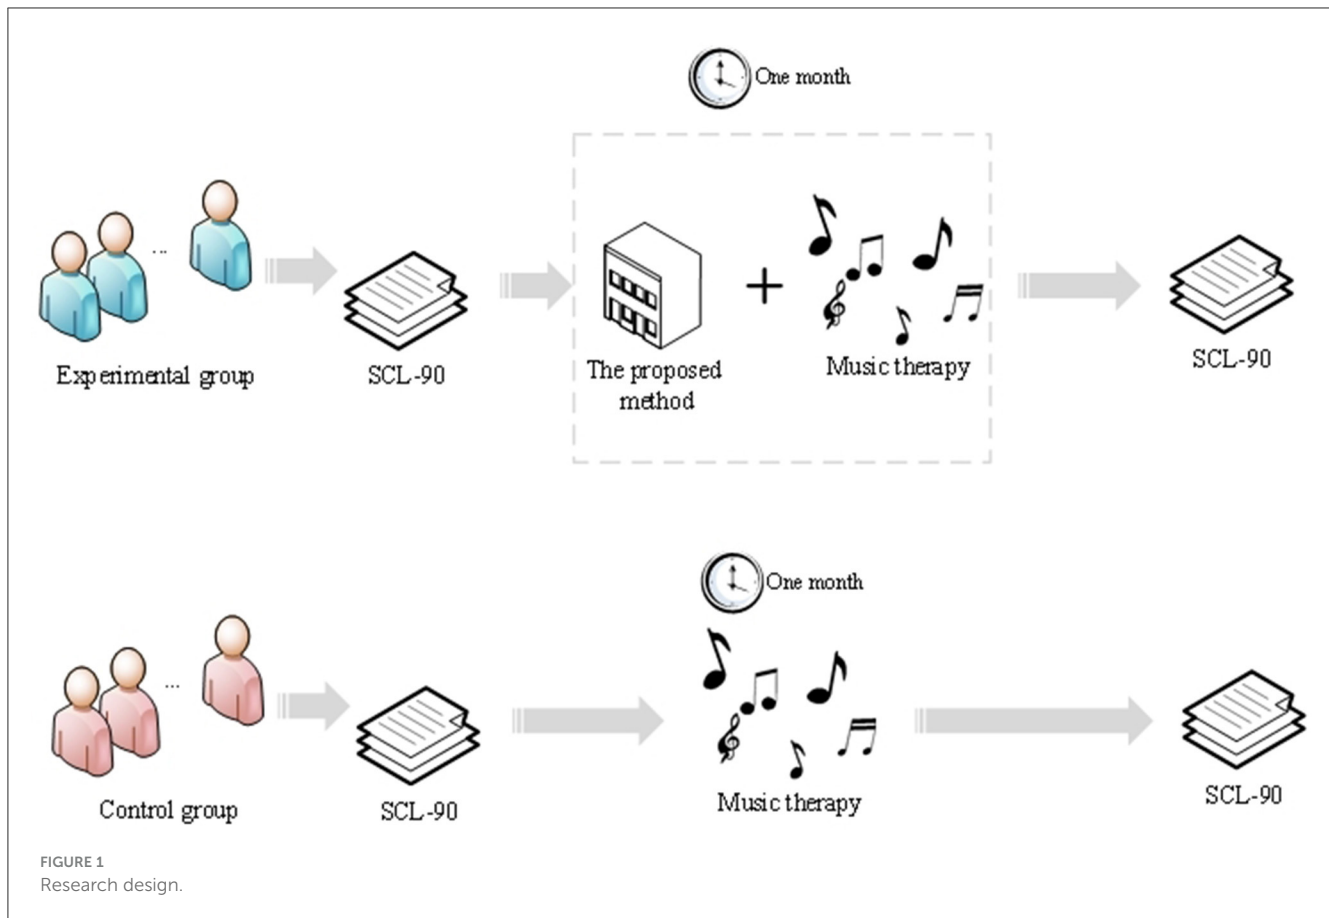 One month
Experimental group
SCL-90
The proposed
method
Music therapy
SCL-90
One month
Control group
SCL-90
Music therapy
SCL-90
FIGURE 1
Research design.